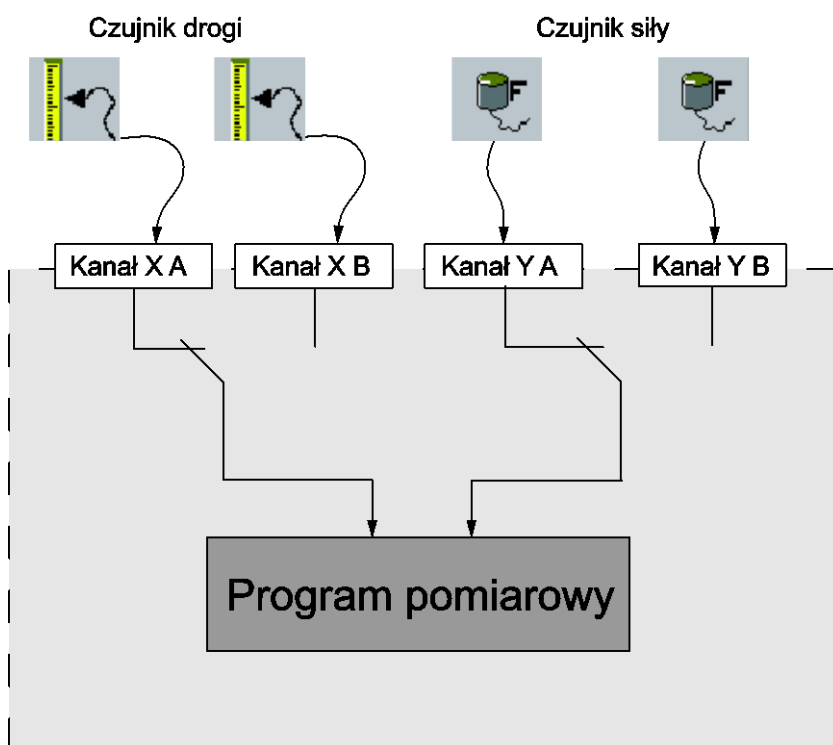 Czujnik drogi
Czujnik siły
F
F
Kanał X A
Kanał X B
Kanał Y A
Kanał Y B
Program pomiarowy